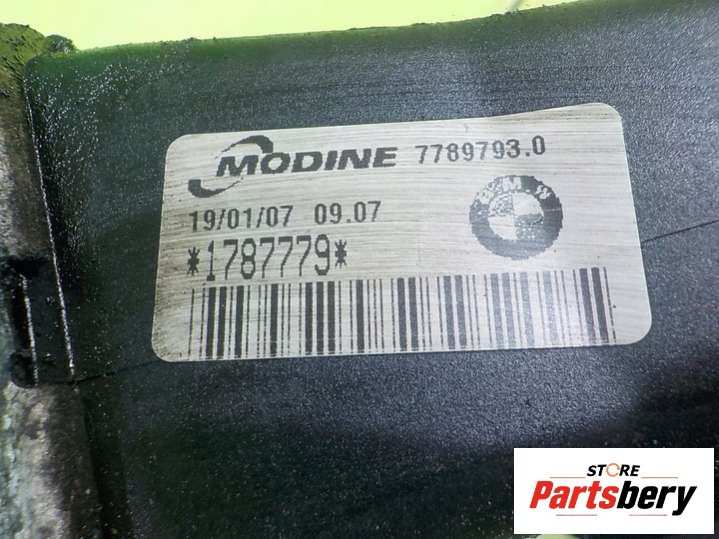 MODINE 7789793.0
19/01/07 09.07
BMW
*1787779*
STORE
Partsbery